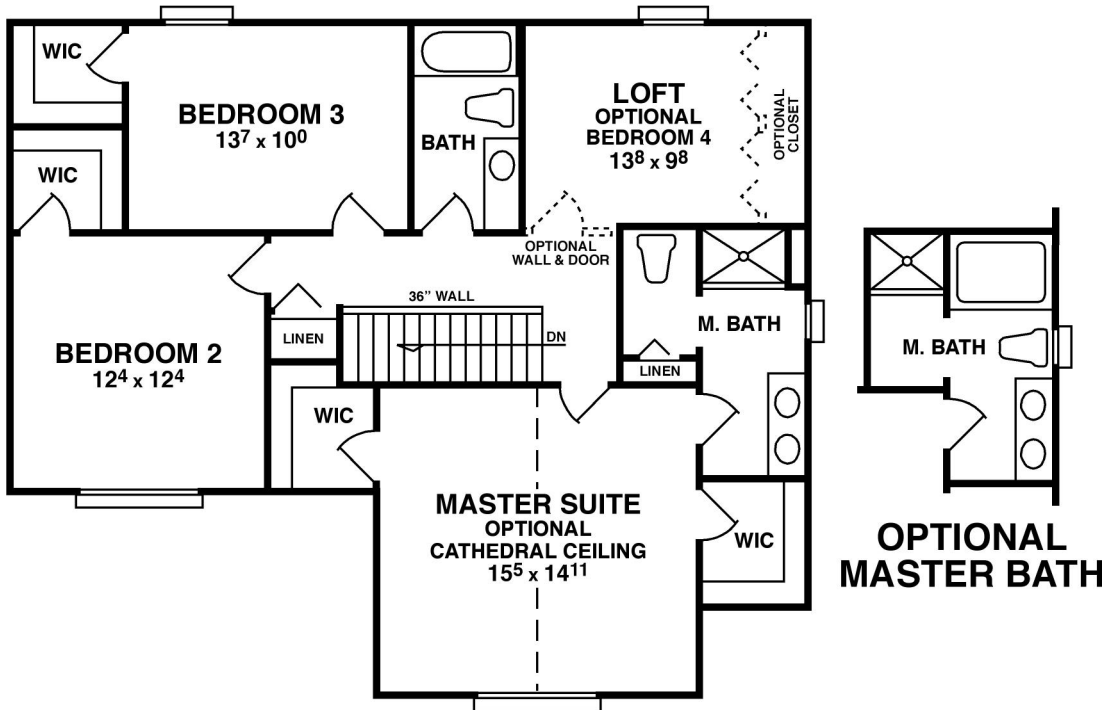 WIC
BEDROOM 3
13⁷ x 10⁰
BATH
LOFT
OPTIONAL
BEDROOM 4
13⁸ x 9⁸
OPTIONAL
CLOSET
WIC
OPTIONAL
WALL & DOOR
36” WALL
LINEN
DN
M. BATH
LINEN
BEDROOM 2
12⁴ x 12⁴
WIC
MASTER SUITE
OPTIONAL
CATHEDRAL CEILING
15⁵ x 14¹¹
WIC
M. BATH
OPTIONAL
MASTER BATH